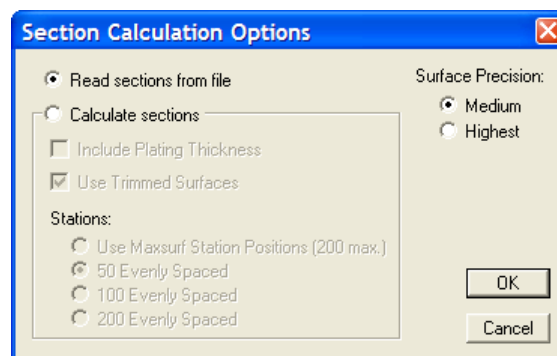 Section Calculation Options
Read sections from file
Surface Precision:
Calculate sections
Medium
Highest
Include Plating Thickness
Use Trimmed Surfaces
Stations:
Use Maxsurf Station Positions (200 max.)
50 Evenly Spaced
100 Evenly Spaced
200 Evenly Spaced
OK
Cancel